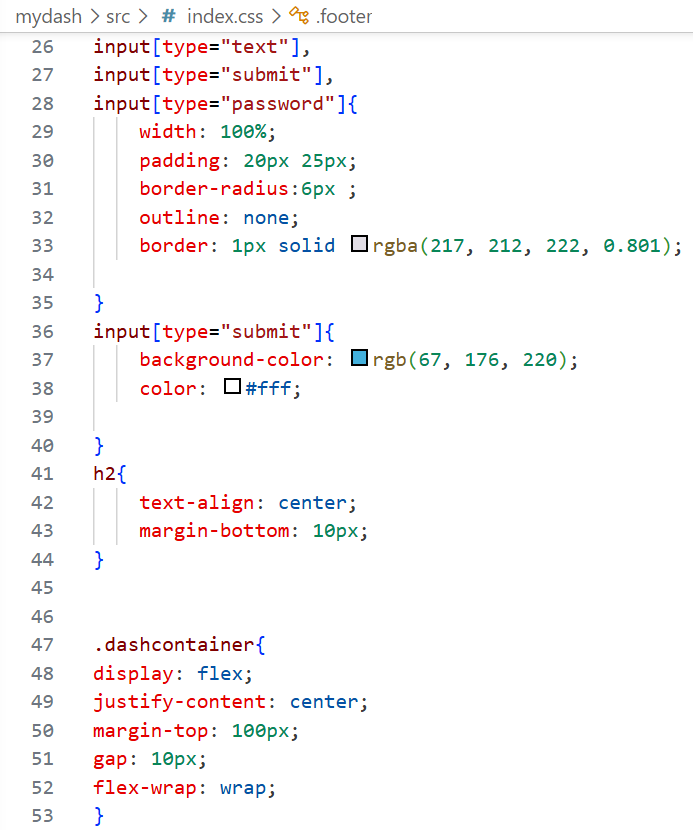 mydash > src > # index.css > .footer
26 input[type="text"],
27 input[type="submit"],
28 input[type="password"]{
29     width: 100%;
30     padding: 20px 25px;
31     border-radius:6px ;
32     outline: none;
33     border: 1px solid rgba(217, 212, 222, 0.801);
34
35 }
36 input[type="submit"]{
37     background-color: rgb(67, 176, 220);
38     color: #fff;
39
40 }
41 h2{
42     text-align: center;
43     margin-bottom: 10px;
44 }
45
46
47 .dashcontainer{
48 display: flex;
49 justify-content: center;
50 margin-top: 100px;
51 gap: 10px;
52 flex-wrap: wrap;
53 }